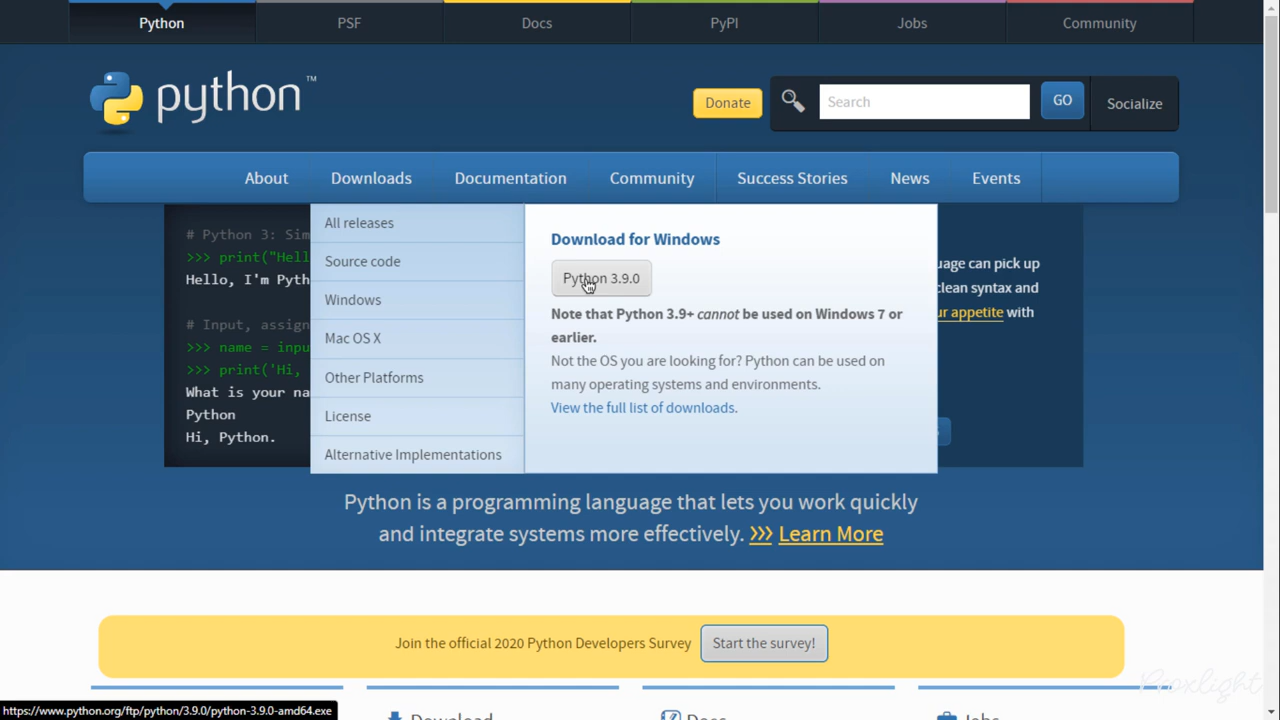 Python
PSF
Docs
PyPI
Jobs
Community
python™
Donate
Search
GO
Socialize
About
Downloads
Documentation
Community
Success Stories
News
Events
All releases
Source code
Windows
Mac OS X
Other Platforms
License
Alternative Implementations
Download for Windows
Python 3.9.0
Note that Python 3.9+ cannot be used on Windows 7 or
earlier.
Not the OS you are looking for? Python can be used on
many operating systems and environments.
View the full list of downloads.
# Python 3: Sim
>>> print("Hell
Hello, I'm Pyth
# Input, assign
>>> name = inpu
>>> print('Hi,
What is your na
Python
Hi, Python.
uage can pick up
clean syntax and
ur appetite with
Python is a programming language that lets you work quickly
and integrate systems more effectively. >>> Learn More
Join the official 2020 Python Developers Survey
Start the survey!
Download
Docs
Jobs
https://www.python.org/ftp/python/3.9.0/python-3.9.0-amd64.exe
Proxlight